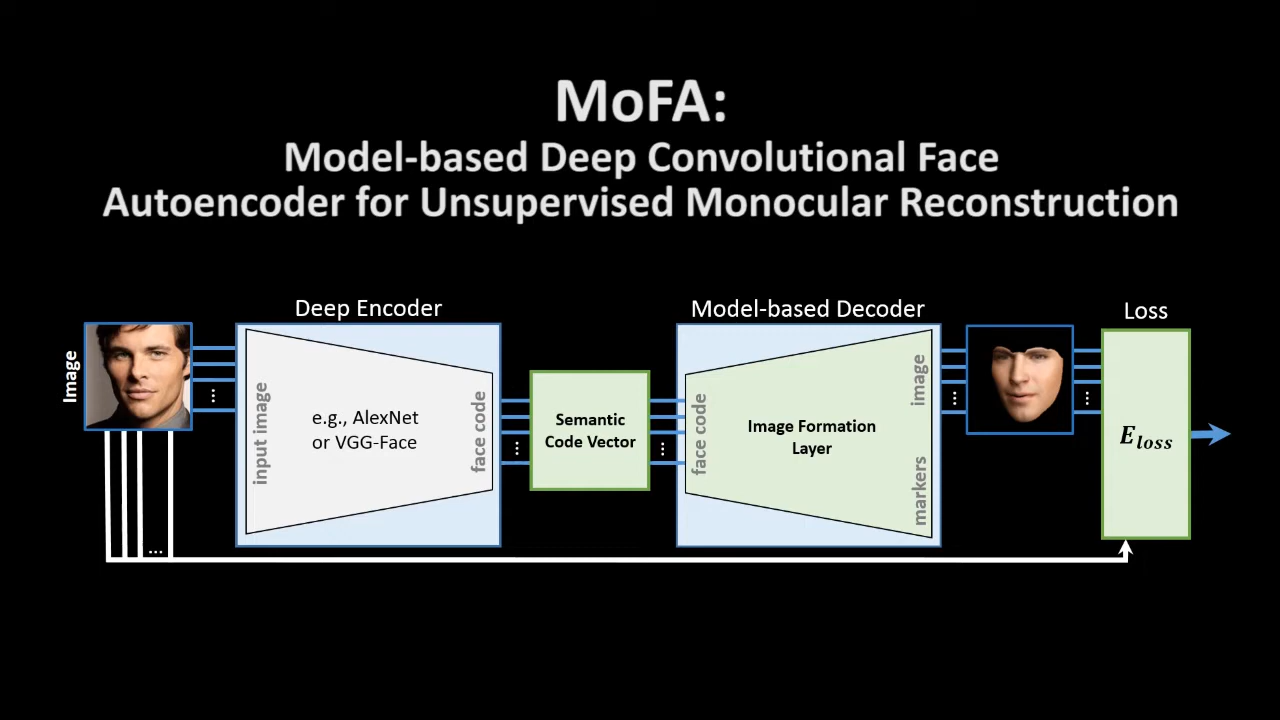 MoFA:
Model-based Deep Convolutional Face
Autoencoder for Unsupervised Monocular Reconstruction
Deep Encoder
Model-based Decoder
Loss
Image
input image
e.g., AlexNet
or VGG-Face
face code
Semantic
Code Vector
face code
Image Formation
Layer
image
markers
E loss